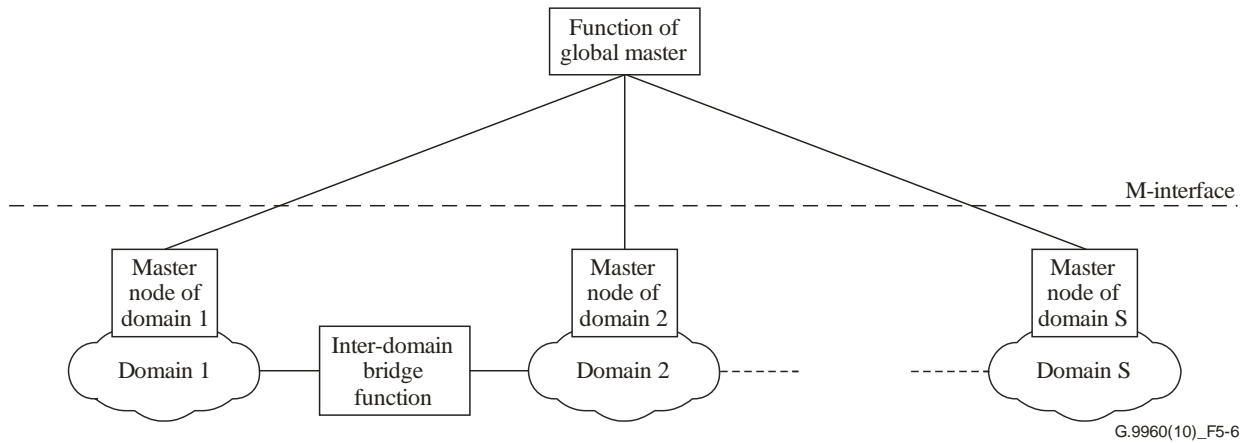 Function of
global master
M-interface
Master
node of
domain 1
Master
node of
domain 2
Master
node of
domain S
Domain 1
Inter-domain
bridge
function
Domain 2
Domain S
G.9960(10)_F5-6